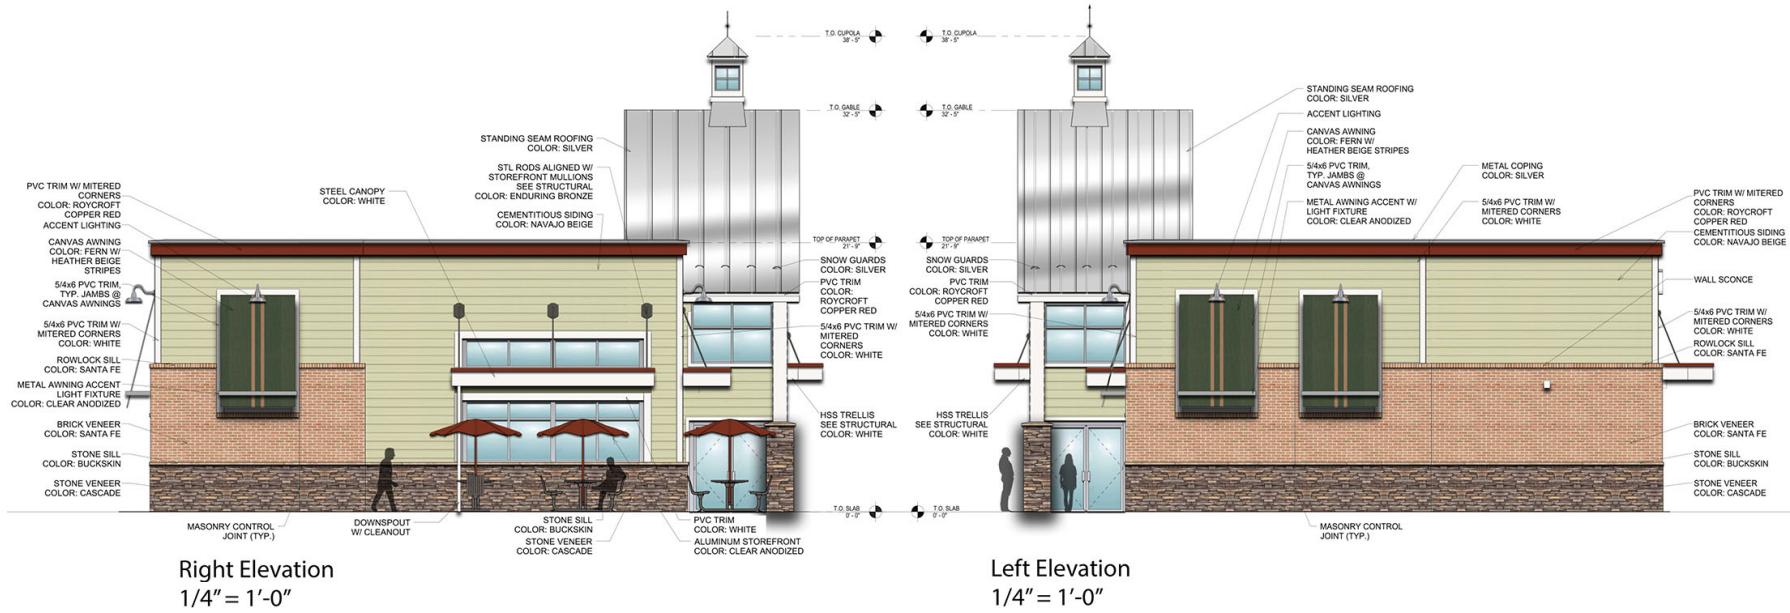 T.O. CUPOLA
38' - 5"
T.O. GABLE
32' - 5"
TOP OF PARAPET
21' - 9"
T.O. SLAB
0' - 0"
PVC TRIM W/ MITERED
CORNERS
COLOR: ROYCROFT
COPPER RED
ACCENT LIGHTING
CANVAS AWNING
COLOR: FERN W/
HEATHER BEIGE
STRIPES
5/4x6 PVC TRIM,
TYP. JAMBS @
CANVAS AWNINGS
5/4x6 PVC TRIM W/
MITERED CORNERS
COLOR: WHITE
ROWLOCK SILL
COLOR: SANTA FE
METAL AWNING ACCENT
LIGHT FIXTURE
COLOR: CLEAR ANODIZED
BRICK VENEER
COLOR: SANTA FE
STONE SILL
COLOR: BUCKSKIN
STONE VENEER
COLOR: CASCADE
STEEL CANOPY
COLOR: WHITE
STANDING SEAM ROOFING
COLOR: SILVER
STL RODS ALIGNED W/
STOREFRONT MULLIONS
SEE STRUCTURAL
COLOR: ENDURING BRONZE
CEMENTITIOUS SIDING
COLOR: NAVAJO BEIGE
SNOW GUARDS
COLOR: SILVER
PVC TRIM
COLOR:
ROYCROFT
COPPER RED
5/4x6 PVC TRIM W/
MITERED
CORNERS
COLOR: WHITE
HSS TRELLIS
SEE STRUCTURAL
COLOR: WHITE
MASONRY CONTROL
JOINT (TYP.)
DOWNSPOUT
W/ CLEANOUT
STONE SILL
COLOR: BUCKSKIN
STONE VENEER
COLOR: CASCADE
PVC TRIM
COLOR: WHITE
ALUMINUM STOREFRONT
COLOR: CLEAR ANODIZED
Right Elevation
1/4" = 1'-0"
T.O. CUPOLA
38' - 5"
T.O. GABLE
32' - 5"
TOP OF PARAPET
21' - 9"
T.O. SLAB
0' - 0"
SNOW GUARDS
COLOR: SILVER
PVC TRIM
COLOR: ROYCROFT
COPPER RED
5/4x6 PVC TRIM W/
MITERED CORNERS
COLOR: WHITE
HSS TRELLIS
SEE STRUCTURAL
COLOR: WHITE
STANDING SEAM ROOFING
COLOR: SILVER
ACCENT LIGHTING
CANVAS AWNING
COLOR: FERN W/
HEATHER BEIGE STRIPES
5/4x6 PVC TRIM,
TYP. JAMBS @
CANVAS AWNINGS
METAL AWNING ACCENT W/
LIGHT FIXTURE
COLOR: CLEAR ANODIZED
METAL COPING
COLOR: SILVER
5/4x6 PVC TRIM W/
MITERED CORNERS
COLOR: WHITE
PVC TRIM W/ MITERED
CORNERS
COLOR: ROYCROFT
COPPER RED
CEMENTITIOUS SIDING
COLOR: NAVAJO BEIGE
WALL SCONCE
5/4x6 PVC TRIM W/
MITERED CORNERS
COLOR: WHITE
ROWLOCK SILL
COLOR: SANTA FE
BRICK VENEER
COLOR: SANTA FE
STONE SILL
COLOR: BUCKSKIN
STONE VENEER
COLOR: CASCADE
MASONRY CONTROL
JOINT (TYP.)
Left Elevation
1/4" = 1'-0"